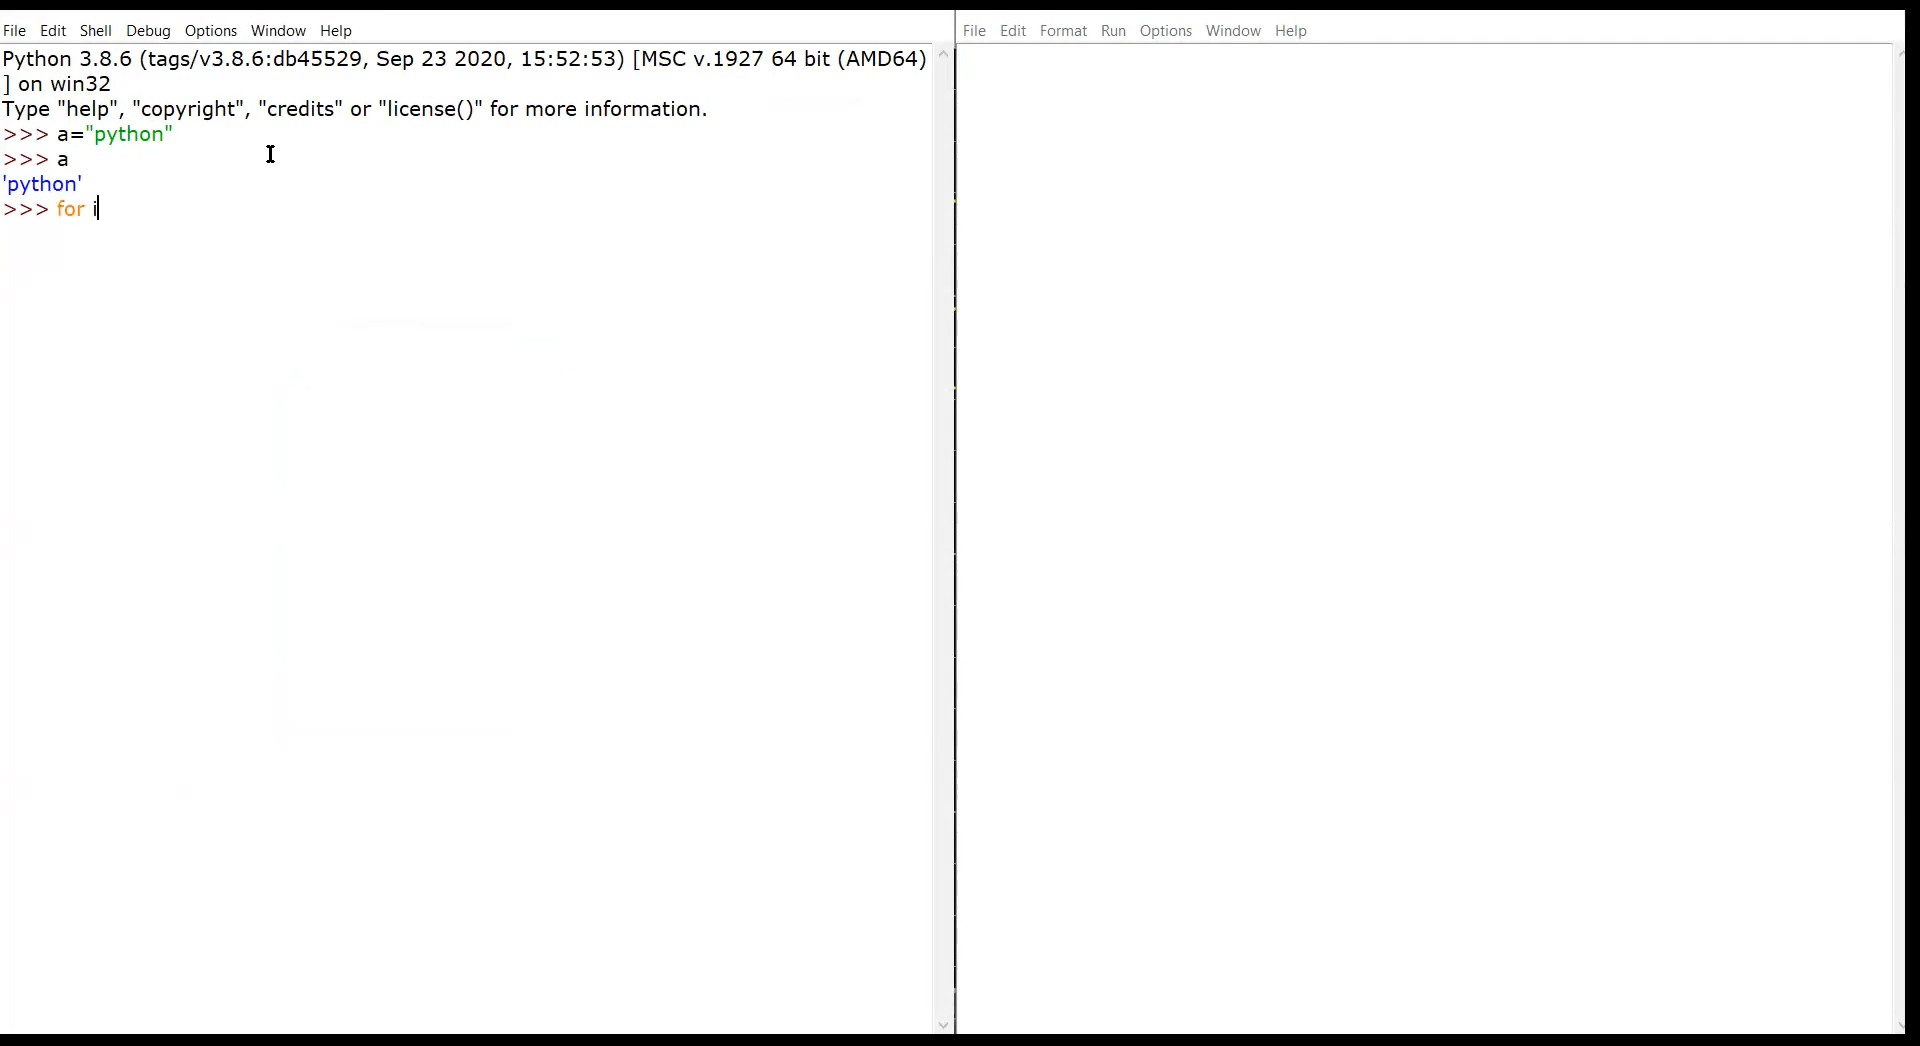 File Edit Shell Debug Options Window Help
Python 3.8.6 (tags/v3.8.6:db45529, Sep 23 2020, 15:52:53) [MSC v.1927 64 bit (AMD64)
] on win32
Type "help", "copyright", "credits" or "license()" for more information.
>>> a="python"
>>> a
'python'
>>> for i
File Edit Format Run Options Window Help